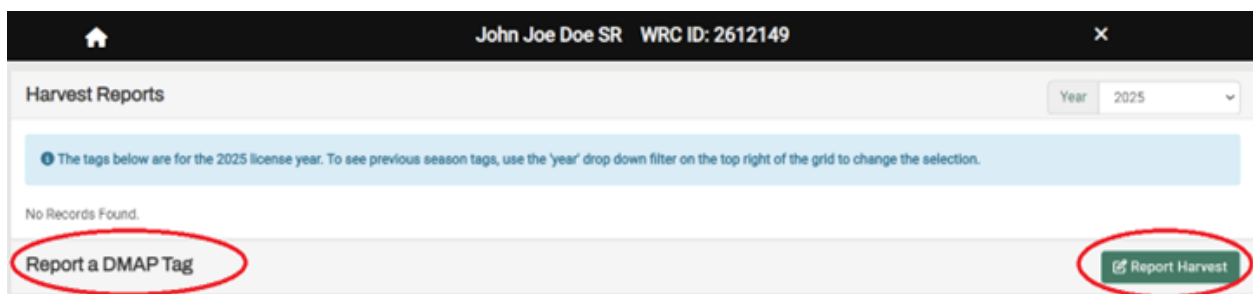 John Joe Doe SR WRC ID: 2612149
Harvest Reports
Year 2025
The tags below are for the 2025 license year. To see previous season tags, use the 'year' drop down filter on the top right of the grid to change the selection.
No Records Found.
Report a DMAP Tag
Report Harvest